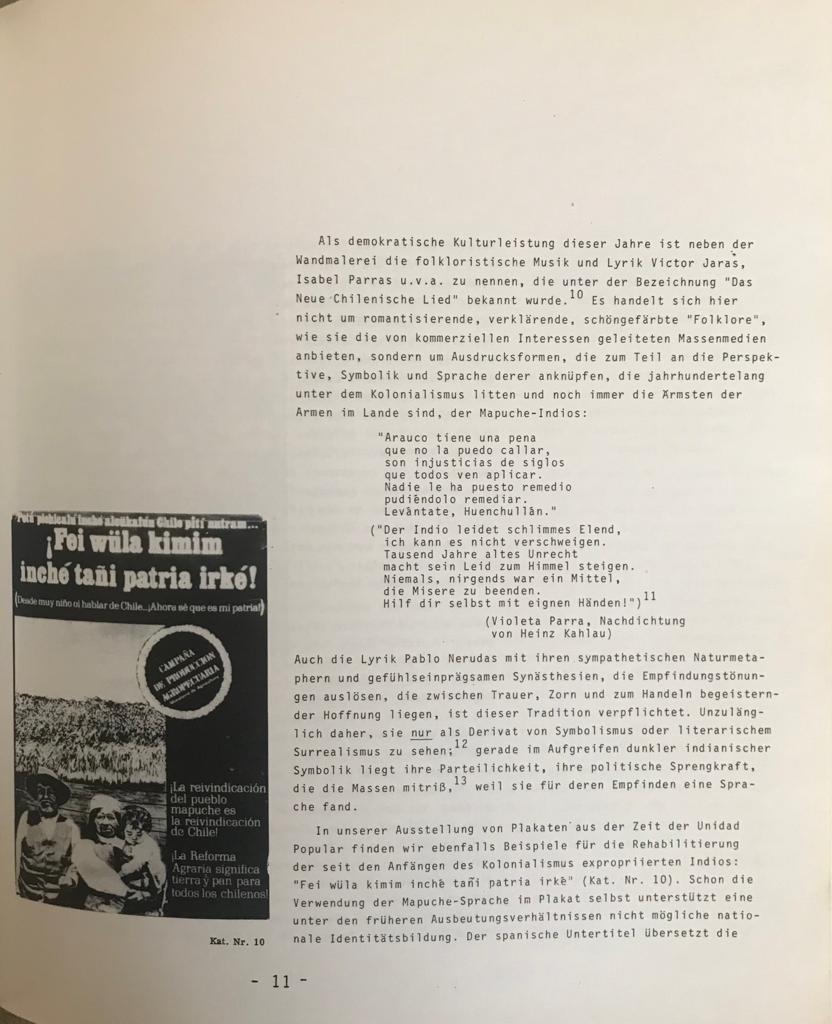 Als demokratische Kulturleistung dieser Jahre ist neben der
Wandmalerei die folkloristische Musik und Lyrik Victor Jaras,
Isabel Parras u.v.a. zu nennen, die unter der Bezeichnung "Das
Neue Chilenische Lied" bekannt wurde.10 Es handelt sich hier
nicht um romantisierende, verklärende, schöngefärbte "Folklore",
wie sie die von kommerziellen Interessen geleiteten Massenmedien
anbieten, sondern um Ausdrucksformen, die zum Teil an die Perspek-
tive, Symbolik und Sprache derer anknüpfen, die jahrhundertelang
unter dem Kolonialismus litten und noch immer die Ärmsten der
Armen im Lande sind, der Mapuche-Indios:
"Arauco tiene una pena
que no la puedo callar,
son injusticias de siglos
que todos ven aplicar.
Nadie le ha puesto remedio
pudiéndolo remediar.
Levántate, Huenchullán."
("Der Indio leidet schlimmes Elend,
ich kann es nicht verschweigen.
Tausend Jahre altes Unrecht
macht sein Leid zum Himmel steigen.
Niemals, nirgends war ein Mittel,
die Misere zu beenden.
Hilf dir selbst mit eignen Händen!")11
(Violeta Parra, Nachdichtung
von Heinz Kahlau)
Auch die Lyrik Pablo Nerudas mit ihren sympathetischen Naturmeta-
phern und gefühlseinprägsamen Synästhesien, die Empfindungstönun-
gen auslösen, die zwischen Trauer, Zorn und zum Handeln begeistern-
der Hoffnung liegen, ist dieser Tradition verpflichtet. Unzuläng-
lich daher, sie nur als Derivat von Symbolismus oder literarischem
Surrealismus zu sehen;12 gerade im Aufgreifen dunkler indianischer
Symbolik liegt ihre Parteilichkeit, ihre politische Sprengkraft,
die die Massen mitriß,13 weil sie für deren Empfinden eine Spra-
che fand.
In unserer Ausstellung von Plakaten aus der Zeit der Unidad
Popular finden wir ebenfalls Beispiele für die Rehabilitierung
der seit den Anfängen des Kolonialismus expropriierten Indios:
"Fei wüla kimim inchë tañi patria irkë" (Kat. Nr. 10). Schon die
Verwendung der Mapuche-Sprache im Plakat selbst unterstützt eine
unter den früheren Ausbeutungsverhältnissen nicht mögliche natio-
nale Identitätsbildung. Der spanische Untertitel übersetzt die
Chile
¡Fei wüla kimim
inché tañi patria irké!
(Desde muy niño oí hablar de Chile..¡Ahora sé que es mi patria!)
CAMPAÑA
DE PRODUCCION
AGROPECUARIA
¡La reivindicación
del pueblo
mapuche es
la reivindicación
de Chile!
¡La Reforma
Agraria significa
tierra y pan para
todos los chilenos!
Kat. Nr. 10
- 11 -